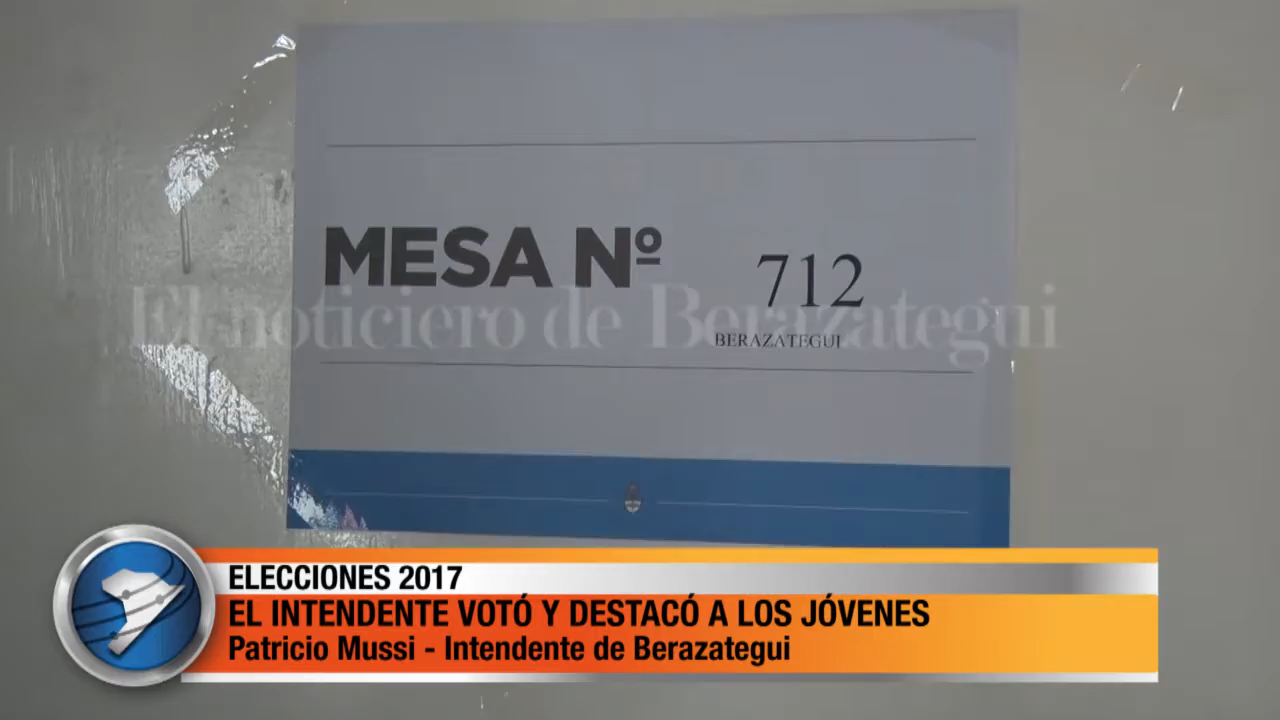 MESA Nº 712
El noticiero de Berazategui
BERAZATEGUI
ELECCIONES 2017
EL INTENDENTE VOTÓ Y DESTACÓ A LOS JÓVENES
Patricio Mussi - Intendente de Berazategui